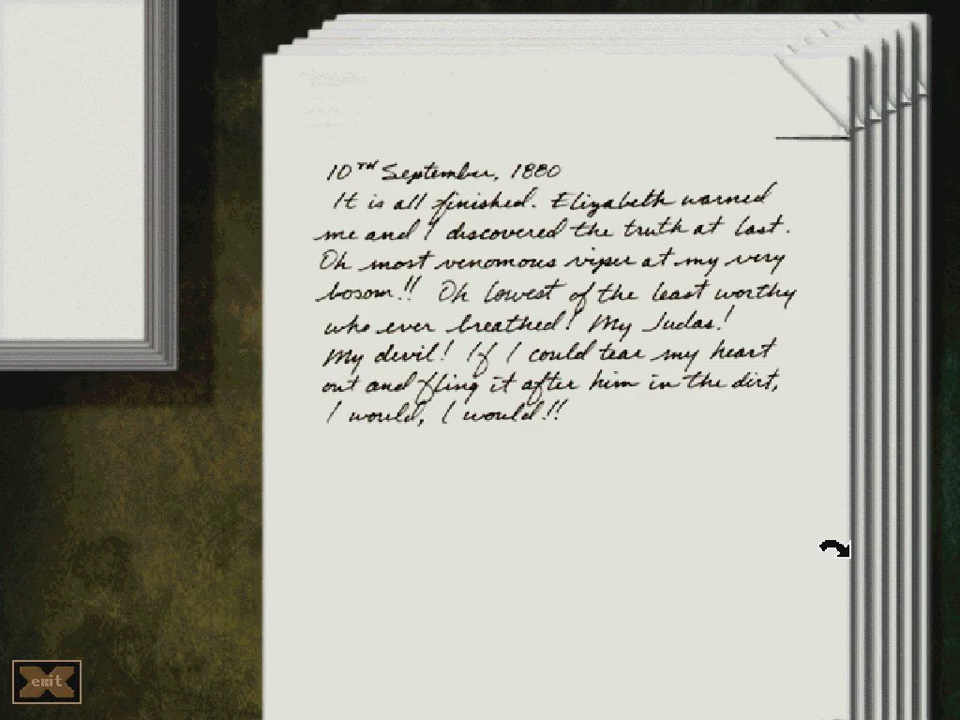 10TH September, 1880
It is all finished. Elizabeth warned
me and I discovered the truth at last.
Oh most venomous viper at my very
bosom!! Oh lowest of the least worthy
who ever breathed! My Judas!
My devil! If I could tear my heart
out and fling it after him in the dirt,
I would, I would!!
exit